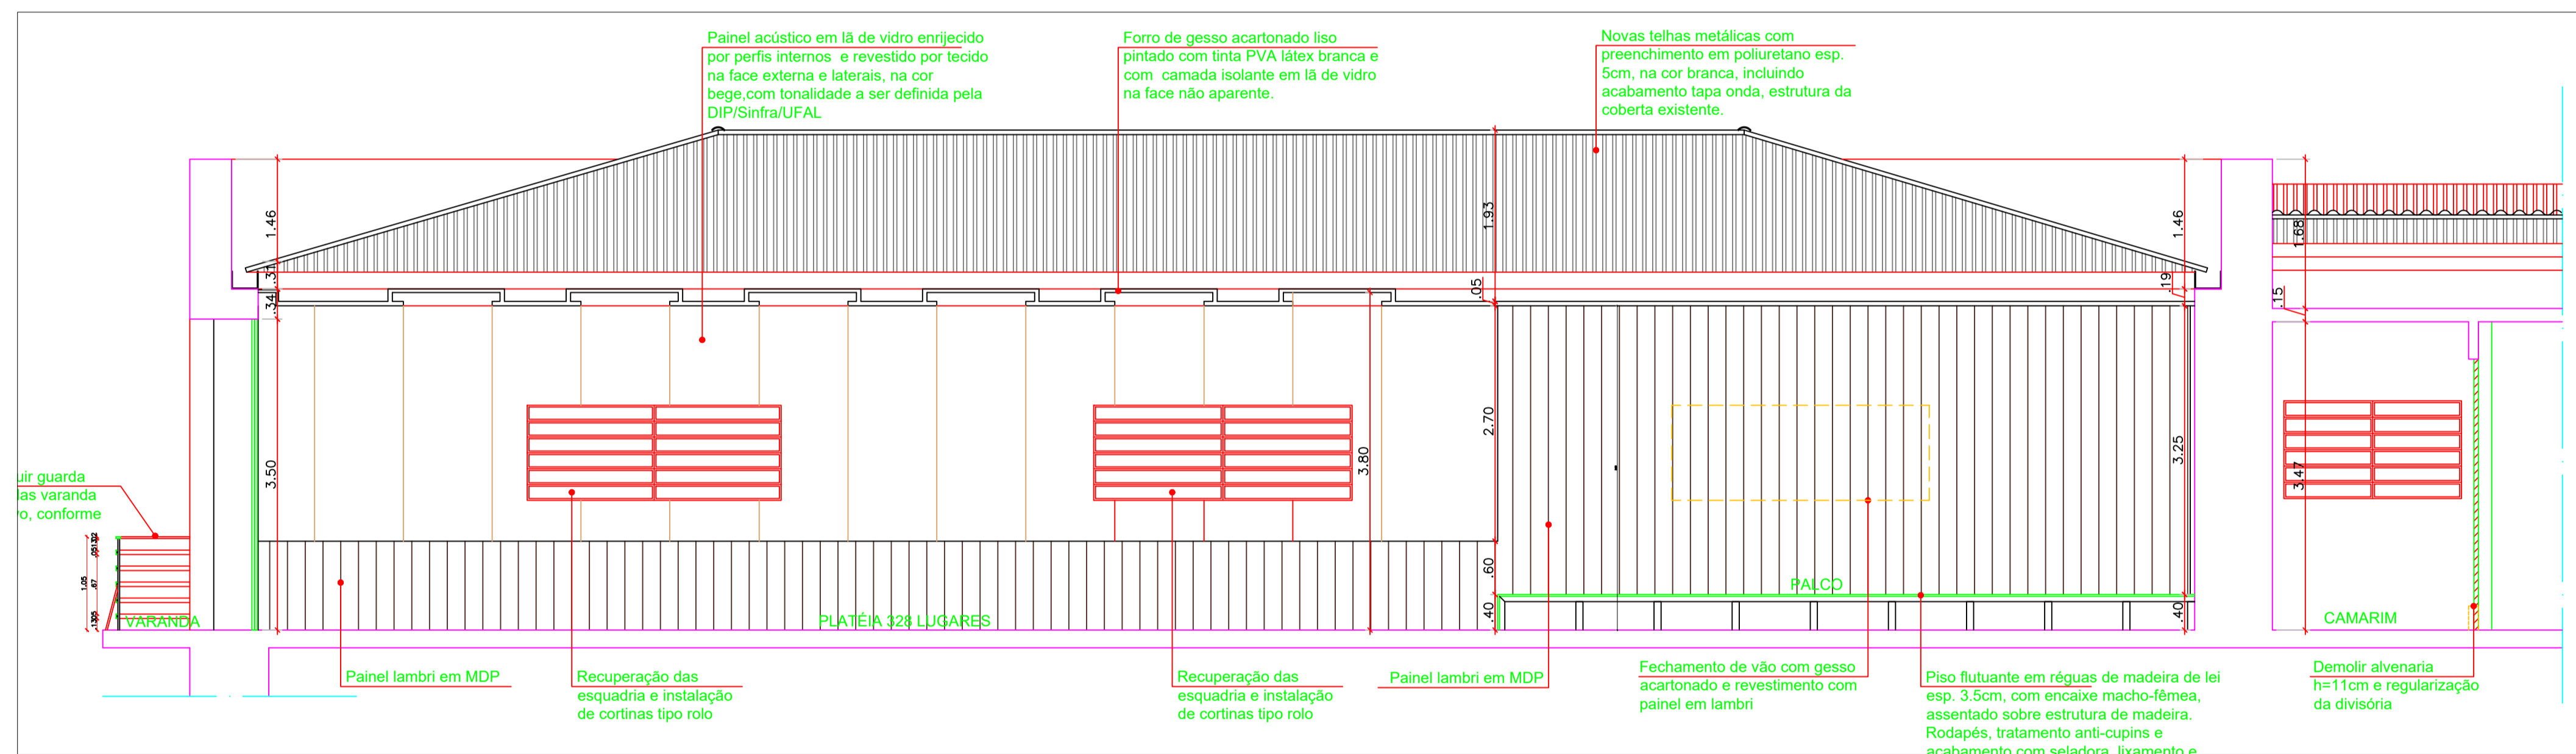 Painel acústico em lã de vidro enrijecido
por perfis internos e revestido por tecido
na face externa e laterais, na cor
bege,com tonalidade a ser definida pela
DIP/Sinfra/UFAL
Forro de gesso acartonado liso
pintado com tinta PVA látex branca e
com camada isolante em lã de vidro
na face não aparente.
Novas telhas metálicas com
preenchimento em poliuretano esp.
5cm, na cor branca, incluindo
acabamento tapa onda, estrutura da
coberta existente.
1.46
.31
.34
3.50
1.93
.05
2.70
.60
.40
3.80
1.46
.19
3.25
.40
1.68
.15
3.47
uir guarda
las varanda
vo, conforme
1.05
.67
VARANDA
PLATÉIA 328 LUGARES
PALCO
CAMARIM
Painel lambri em MDP
Recuperação das
esquadria e instalação
de cortinas tipo rolo
Recuperação das
esquadria e instalação
de cortinas tipo rolo
Painel lambri em MDP
Fechamento de vão com gesso
acartonado e revestimento com
painel em lambri
Piso flutuante em réguas de madeira de lei
esp. 3.5cm, com encaixe macho-fêmea,
assentado sobre estrutura de madeira.
Rodapés, tratamento anti-cupins e
acabamento com seladora, lixamento e
Demolir alvenaria
h=11cm e regularização
da divisória